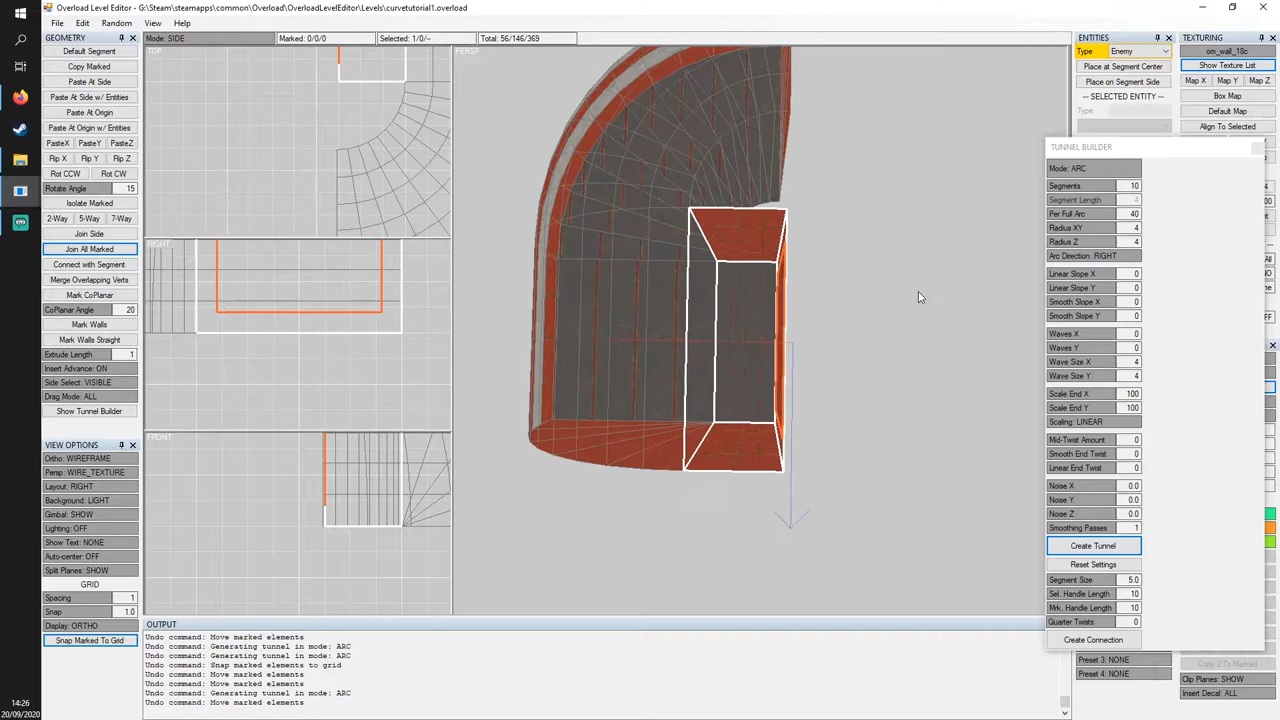 Overload Level Editor - G:\Steam\steamapps\common\Overload\OverloadLevelEditor\Levels\curvetutorial1.overload
File Edit Random View Help
GEOMETRY
Default Segment
Copy Marked
Paste At Side
Paste At Side w/ Entities
Paste At Origin
Paste At Origin w/ Entities
PasteX PasteY PasteZ
Flip X Flip Y Flip Z
Rot CCW Rot CW
Rotate Angle 15
Isolate Marked
2-Way 5-Way 7-Way
Join Side
Join All Marked
Connect with Segment
Merge Overlapping Verts
Mark CoPlanar
CoPlanar Angle 20
Mark Walls
Mark Walls Straight
Extrude Length 1
Insert Advance: ON
Side Select: VISIBLE
Drag Mode: ALL
Show Tunnel Builder
VIEW OPTIONS
Ortho: WIREFRAME
Persp: WIRE_TEXTURE
Layout: RIGHT
Background: LIGHT
Gimbal: SHOW
Lighting: OFF
Show Text: NONE
Auto-center: OFF
Split Planes: SHOW
GRID
Spacing 1
Snap 1.0
Display: ORTHO
Snap Marked To Grid
14:26
20/09/2020
Mode: SIDE Marked: 0/0/0 Selected: 1/0/-- Total: 56/146/369
TOP
PERSP
RIGHT
FRONT
OUTPUT
Undo command: Move marked elements
Undo command: Generating tunnel in mode: ARC
Undo command: Generating tunnel in mode: ARC
Undo command: Snap marked elements to grid
Undo command: Move marked elements
Undo command: Move marked elements
Undo command: Generating tunnel in mode: ARC
Undo command: Move marked elements
ENTITIES
Type Enemy
Place at Segment Center
Place on Segment Side
--- SELECTED ENTITY ---
Type
TEXTURING
om_wall_18c
Show Texture List
Map X Map Y Map Z
Box Map
Default Map
Align To Selected
TUNNEL BUILDER
Mode: ARC
Segments 10
Segment Length 4
Per Full Arc 40
Radius XY 4
Radius Z 4
Arc Direction: RIGHT
Linear Slope X 0
Linear Slope Y 0
Smooth Slope X 0
Smooth Slope Y 0
Waves X 0
Waves Y 0
Wave Size X 4
Wave Size Y 4
Scale End X 100
Scale End Y 100
Scaling: LINEAR
Mid-Twist Amount 0
Smooth End Twist 0
Linear End Twist 0
Noise X 0.0
Noise Y 0.0
Noise Z 0.0
Smoothing Passes 1
Create Tunnel
Reset Settings
Segment Size 5.0
Sel. Handle Length 10
Mrk. Handle Length 10
Quarter Twists 0
Create Connection
Preset 3: NONE
Preset 4: NONE
Copy 2 To Marked
Clip Planes: SHOW
Insert Decal: ALL